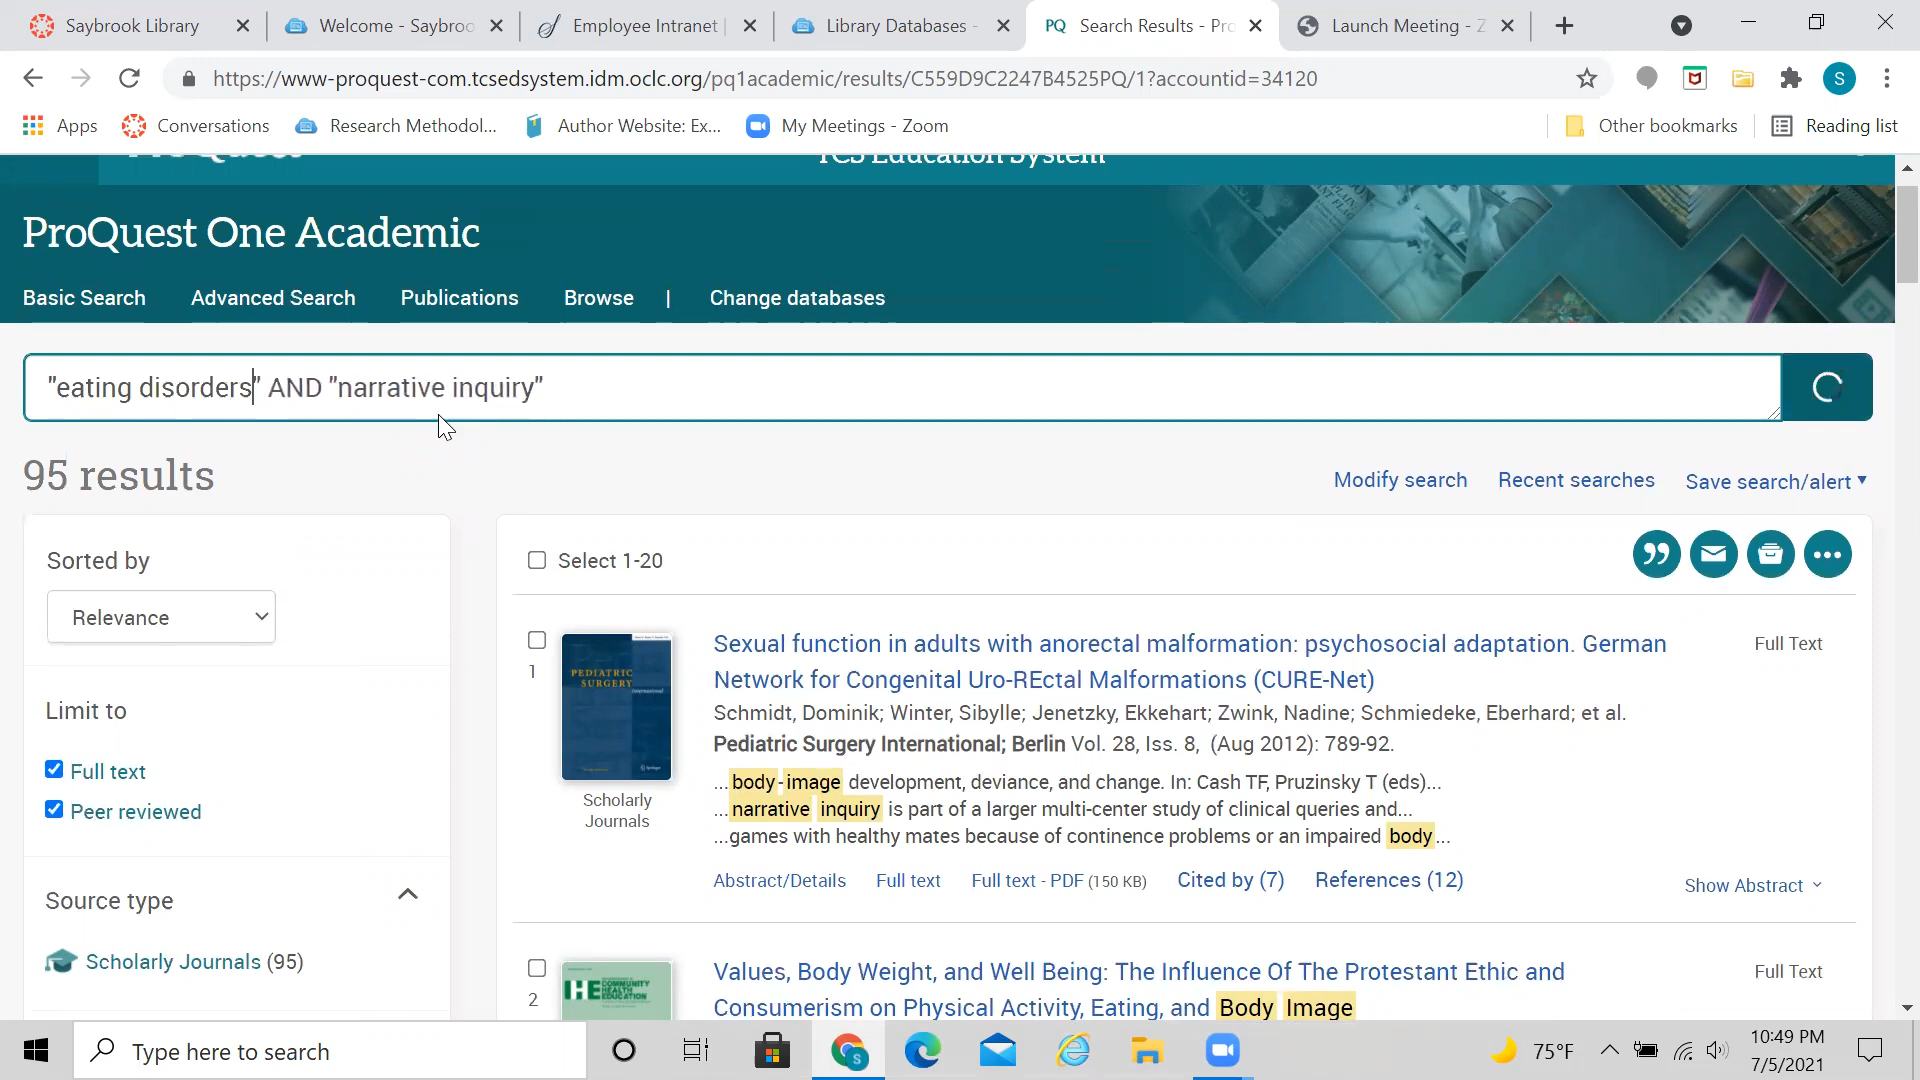 Saybrook Library
Welcome - Saybroo
Employee Intranet |
Library Databases -
PQ Search Results - Pro
Launch Meeting - Z
https://www-proquest-com.tcsedsystem.idm.oclc.org/pq1academic/results/C559D9C2247B4525PQ/1?accountid=34120
S
Apps
Conversations
Research Methodol...
Author Website: Ex...
My Meetings - Zoom
Other bookmarks
Reading list
ProQuest
TCS Education System
ProQuest One Academic
Basic Search
Advanced Search
Publications
Browse
|
Change databases
"eating disorders" AND "narrative inquiry"
95 results
Modify search
Recent searches
Save search/alert
Sorted by
Relevance
Limit to
Full text
Peer reviewed
Source type
Scholarly Journals (95)
Select 1-20
1
PEDIATRIC
SURGERY
Scholarly
Journals
Sexual function in adults with anorectal malformation: psychosocial adaptation. German
Network for Congenital Uro-REctal Malformations (CURE-Net)
Full Text
Schmidt, Dominik; Winter, Sibylle; Jenetzky, Ekkehart; Zwink, Nadine; Schmiedeke, Eberhard; et al.
Pediatric Surgery International; Berlin Vol. 28, Iss. 8, (Aug 2012): 789-92.
...body-image development, deviance, and change. In: Cash TF, Pruzinsky T (eds)...
...narrative inquiry is part of a larger multi-center study of clinical queries and...
...games with healthy mates because of continence problems or an impaired body...
Abstract/Details
Full text
Full text - PDF (150 KB)
Cited by (7)
References (12)
Show Abstract
2
Values, Body Weight, and Well Being: The Influence Of The Protestant Ethic and
Consumerism on Physical Activity, Eating, and Body Image
Full Text
Type here to search
75°F
10:49 PM
7/5/2021